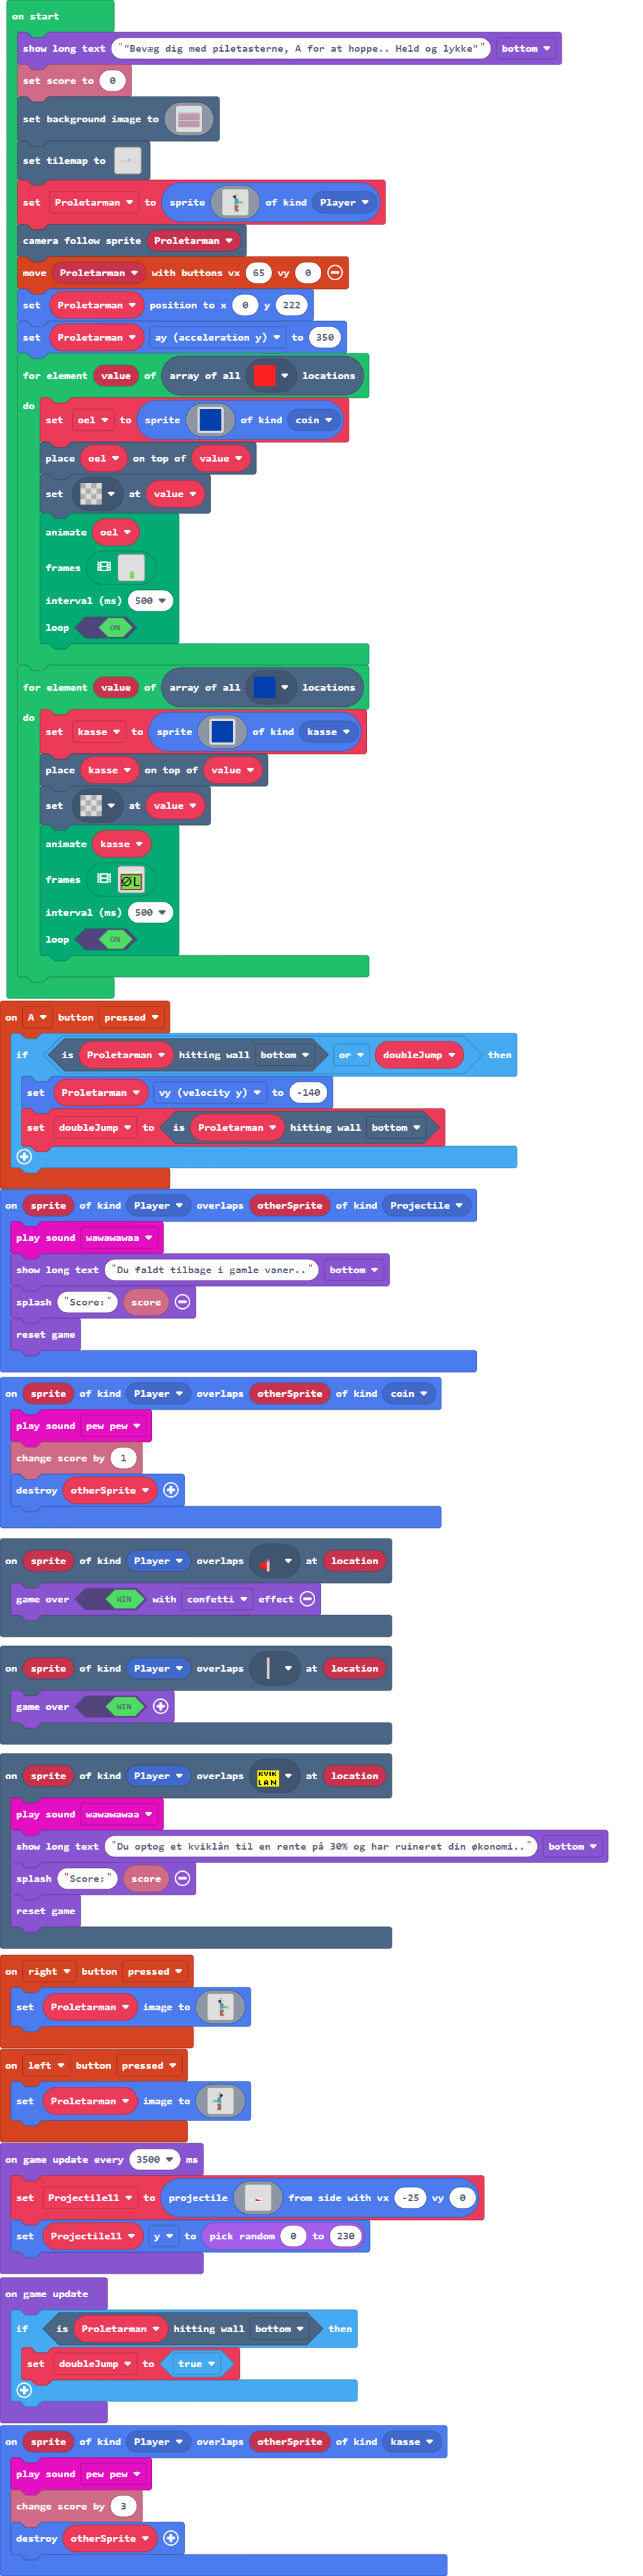 on start
show long text ""Bevæg dig med piletasterne, A for at hoppe.. Held og lykke"" bottom
set score to 0
set background image to
set tilemap to
set Proletarman to sprite of kind Player
camera follow sprite Proletarman
move Proletarman with buttons vx 65 vy 0
set Proletarman position to x 0 y 222
set Proletarman ay (acceleration y) to 350
for element value of array of all locations
do
set oel to sprite of kind coin
place oel on top of value
set at value
animate oel
frames
interval (ms) 500
loop ON
for element value of array of all locations
do
set kasse to sprite of kind kasse
place kasse on top of value
set at value
animate kasse
frames ØL
interval (ms) 500
loop ON
on A button pressed
if is Proletarman hitting wall bottom or doubleJump then
set Proletarman vy (velocity y) to -140
set doubleJump to is Proletarman hitting wall bottom
on sprite of kind Player overlaps otherSprite of kind Projectile
play sound wawawawaa
show long text "Du faldt tilbage i gamle vaner.." bottom
splash "Score:" score
reset game
on sprite of kind Player overlaps otherSprite of kind coin
play sound pew pew
change score by 1
destroy otherSprite
on sprite of kind Player overlaps at location
game over WIN with confetti effect
on sprite of kind Player overlaps at location
game over WIN
on sprite of kind Player overlaps KVIK LAN at location
play sound wawawawaa
show long text "Du optog et kviklån til en rente på 30% og har ruineret din økonomi.." bottom
splash "Score:" score
reset game
on right button pressed
set Proletarman image to
on left button pressed
set Proletarman image to
on game update every 3500 ms
set Projectilell to projectile from side with vx -25 vy 0
set Projectilell y to pick random 0 to 230
on game update
if is Proletarman hitting wall bottom then
set doubleJump to true
on sprite of kind Player overlaps otherSprite of kind kasse
play sound pew pew
change score by 3
destroy otherSprite